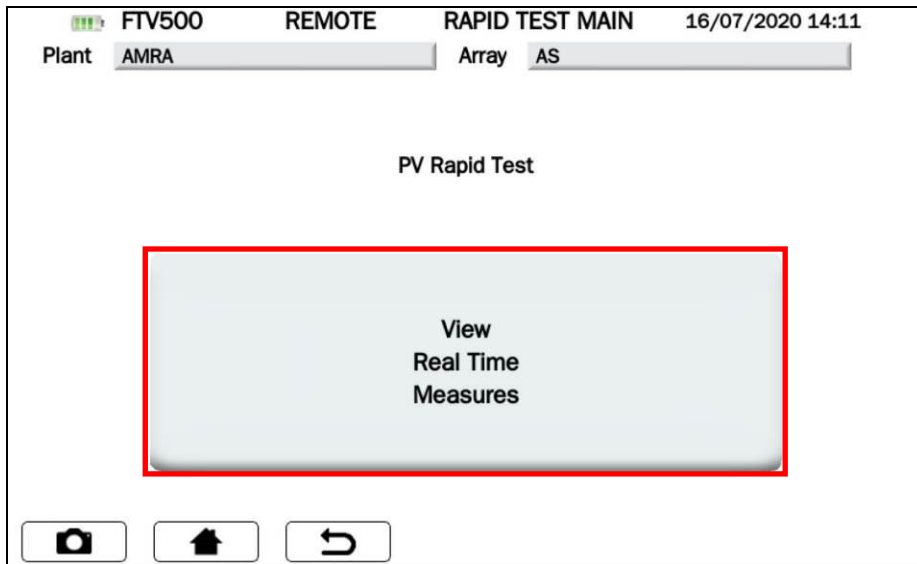 FTV500 REMOTE RAPID TEST MAIN 16/07/2020 14:11
Plant AMRA Array AS
PV Rapid Test
View
Real Time
Measures